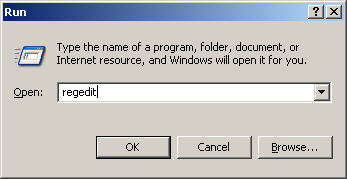 Run
Type the name of a program, folder, document, or
Internet resource, and Windows will open it for you.
Open: regedit
OK Cancel Browse...